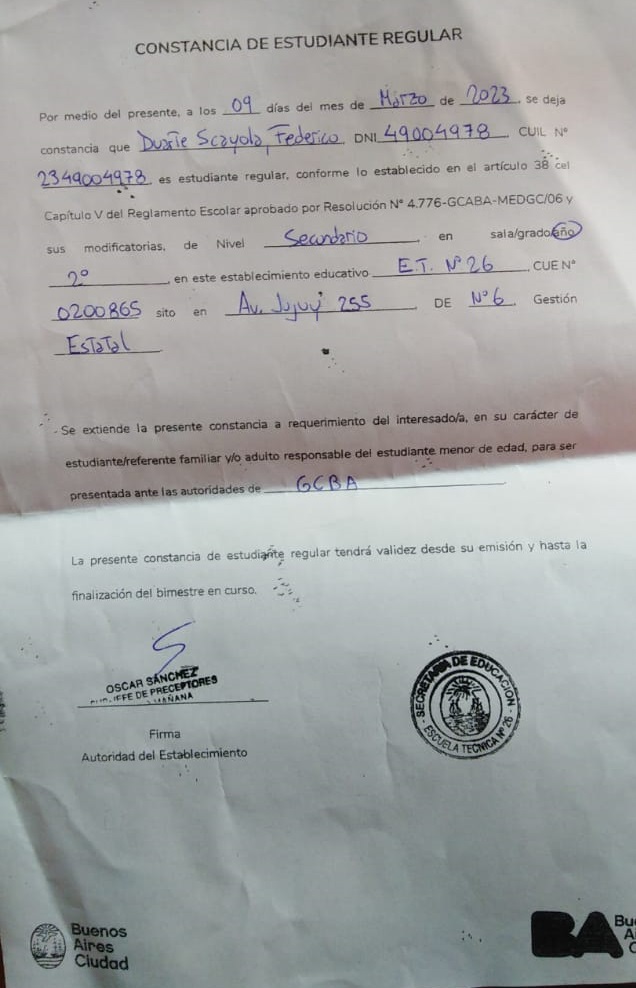 CONSTANCIA DE ESTUDIANTE REGULAR
Por medio del presente, a los 09 días del mes de Marzo de 2023, se deja
constancia que Duarte Scayola, Federico DNI 49004978, CUIL N°
2349004978 es estudiante regular, conforme lo establecido en el artículo 38 del
Capítulo V del Reglamento Escolar aprobado por Resolución N° 4.776-GCABA-MEDGC/06 y
sus modificatorias, de Nivel Secundario, en sala/grado/año
2°, en este establecimiento educativo E.T. N°26, CUE N°
0200865 sito en Av. Jujuy 255, DE N°6. Gestión
Estatal.
Se extiende la presente constancia a requerimiento del interesado/a, en su carácter de
estudiante/referente familiar y/o adulto responsable del estudiante menor de edad, para ser
presentada ante las autoridades de GCBA.
La presente constancia de estudiante regular tendrá validez desde su emisión y hasta la
finalización del bimestre en curso.
OSCAR SÁNCHEZ
JEFE DE PRECEPTORES
MAÑANA
Firma
Autoridad del Establecimiento
SECRETARIA DE EDUCACION
ESCUELA TECNICA N° 26
Buenos
Aires
Ciudad
BA
Bu
A
C